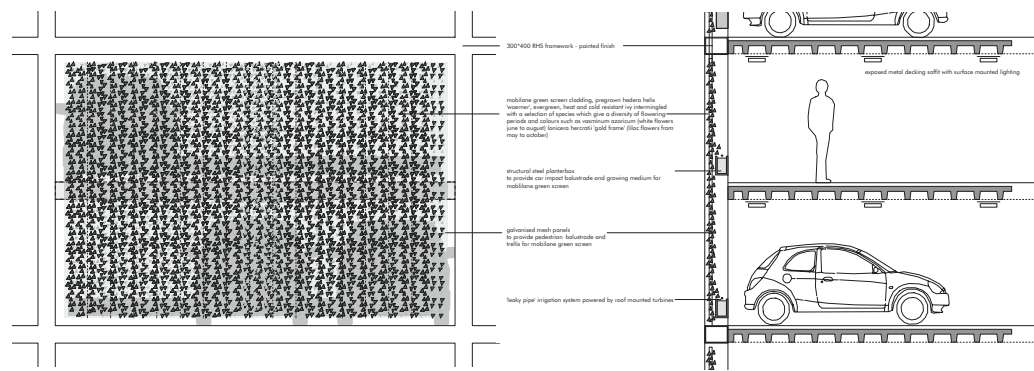 300*400 RHS framework - painted finish
exposed metal decking soffit with surface mounted lighting
mobilane green screen cladding, pregrown hedera helix
'woerner', evergreen, heat and cold resistant ivy intermingled
with a selection of species which give a diversity of flowering
periods and colours such as vasminum azoricum (white flowers
june to august) lonicera hercrotii 'gold frame' (lilac flowers from
may to october)
structural steel planterbox
to provide car impact balustrade and growing medium for
mobilane green screen
galvanised mesh panels
to provide pedestrian balustrade and
trellis for mobilane green screen
'leaky pipe' irrigation system powered by roof mounted turbines